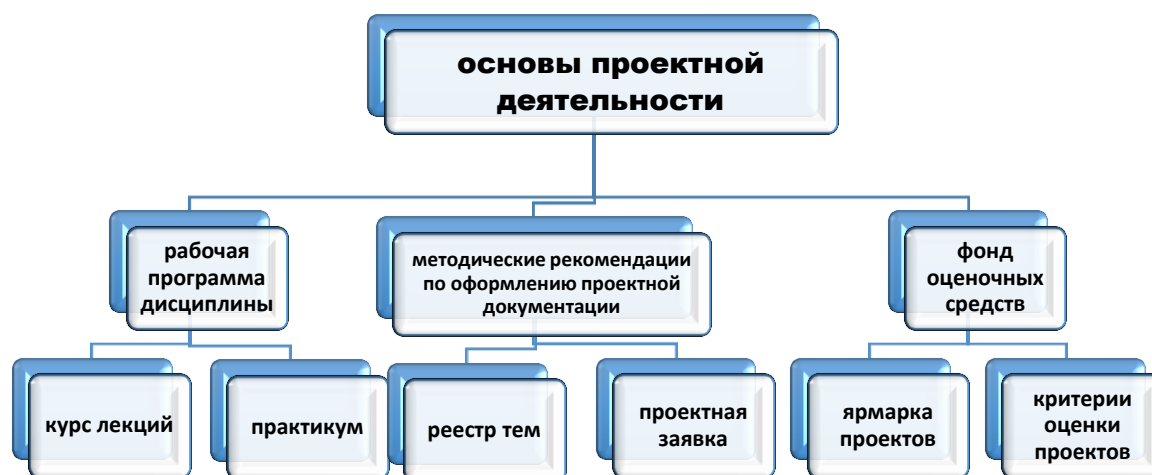 основы проектной
деятельности
рабочая
программа
дисциплины
методические рекомендации
по оформлению проектной
документации
фонд
оценочных
средств
курс лекций
практикум
реестр тем
проектная
заявка
ярмарка
проектов
критерии
оценки
проектов